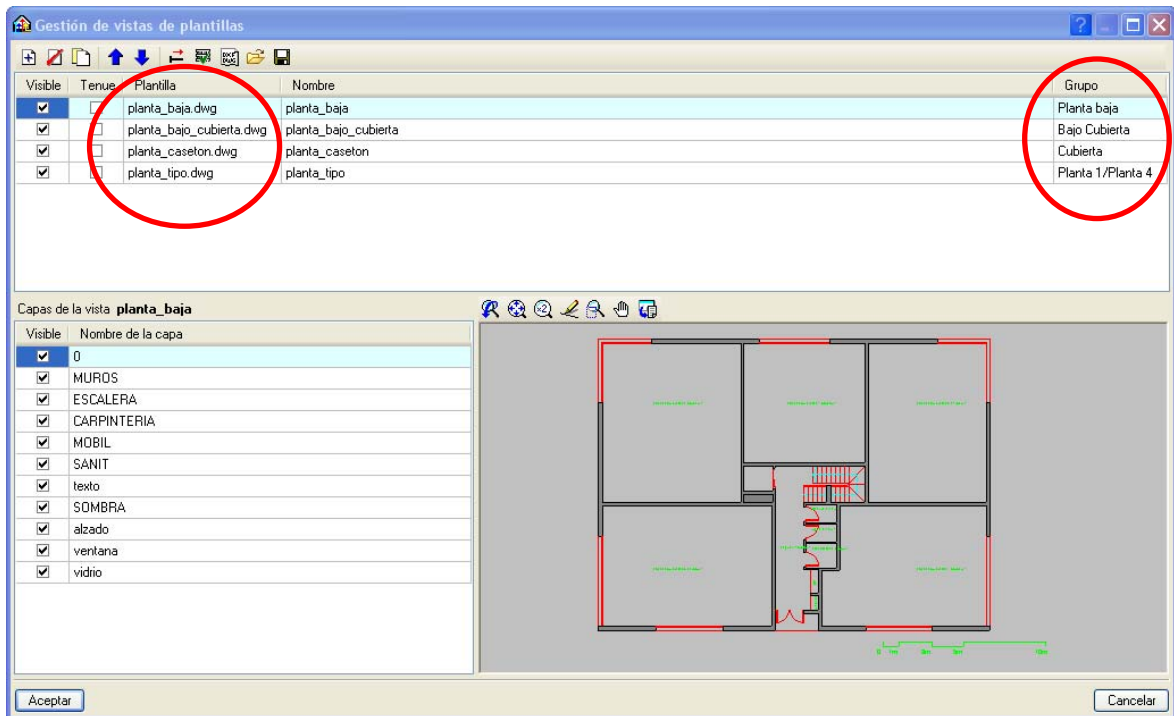 Gestión de vistas de plantillas
Visible Tenue Plantilla Nombre Grupo
planta_baja.dwg planta_baja Planta baja
planta_bajo_cubierta.dwg planta_bajo_cubierta Bajo Cubierta
planta_caseton.dwg planta_caseton Cubierta
planta_tipo.dwg planta_tipo Planta 1/Planta 4
Capas de la vista planta_baja
Visible Nombre de la capa
0
MUROS
ESCALERA
CARPINTERIA
MOBIL
SANIT
texto
SOMBRA
alzado
ventana
vidrio
Aceptar Cancelar